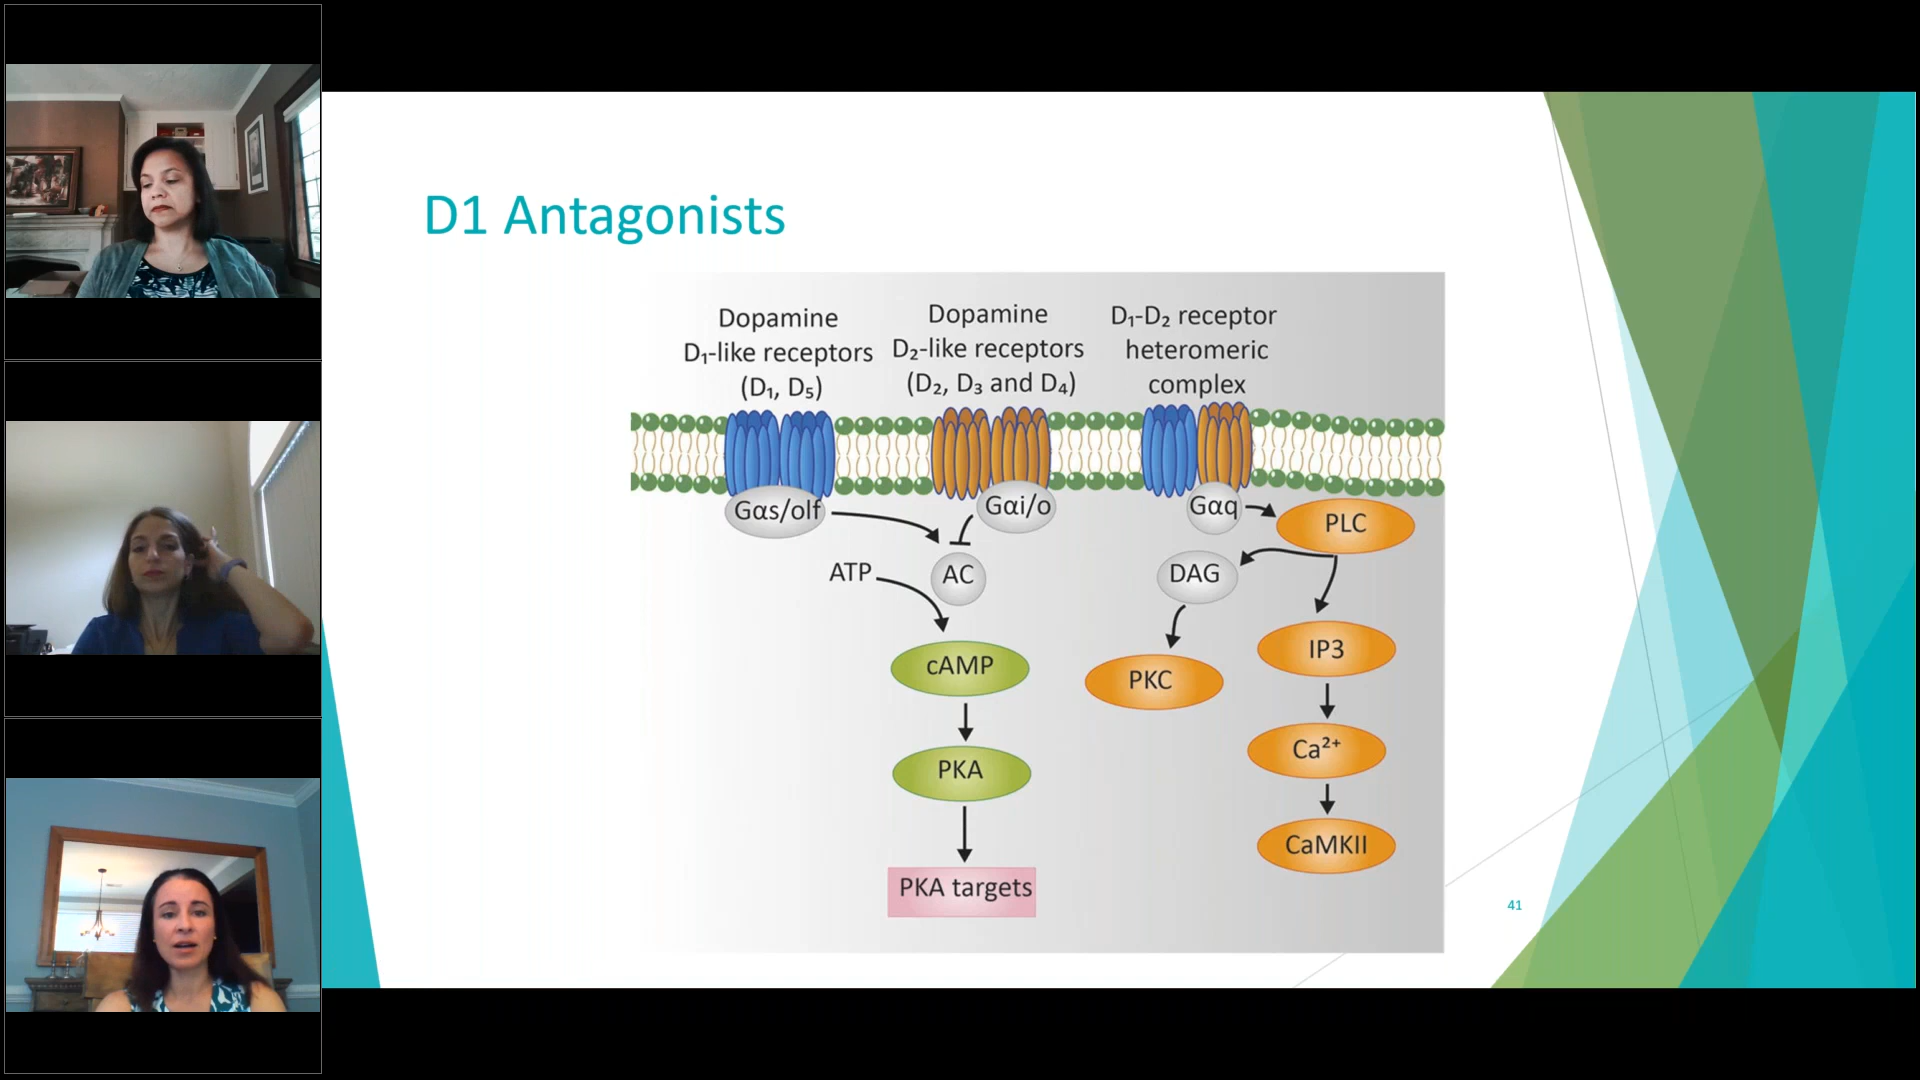 D1 Antagonists
Dopamine
D₁-like receptors
(D₁, D₅)
Dopamine
D₂-like receptors
(D₂, D₃ and D₄)
D₁-D₂ receptor
heteromeric
complex
Gαs/olf
Gαi/o
Gαq
PLC
ATP
AC
DAG
cAMP
PKC
IP3
PKA
Ca²⁺
CaMKII
PKA targets
41